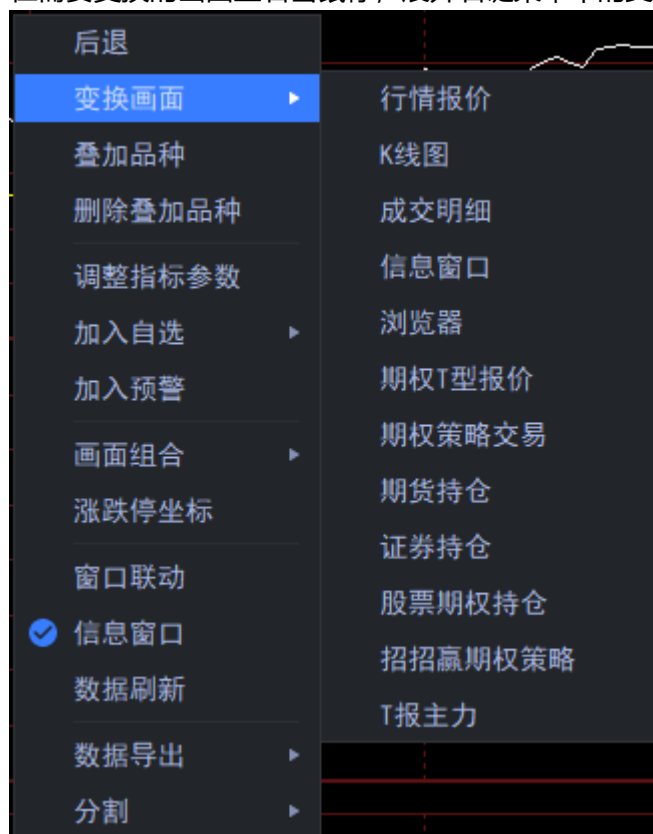 后退
变换画面
叠加品种
删除叠加品种
调整指标参数
加入自选
加入预警
画面组合
涨跌停坐标
窗口联动
信息窗口
数据刷新
数据导出
分割
行情报价
K线图
成交明细
信息窗口
浏览器
期权T型报价
期权策略交易
期货持仓
证券持仓
股票期权持仓
招招赢期权策略
T报主力